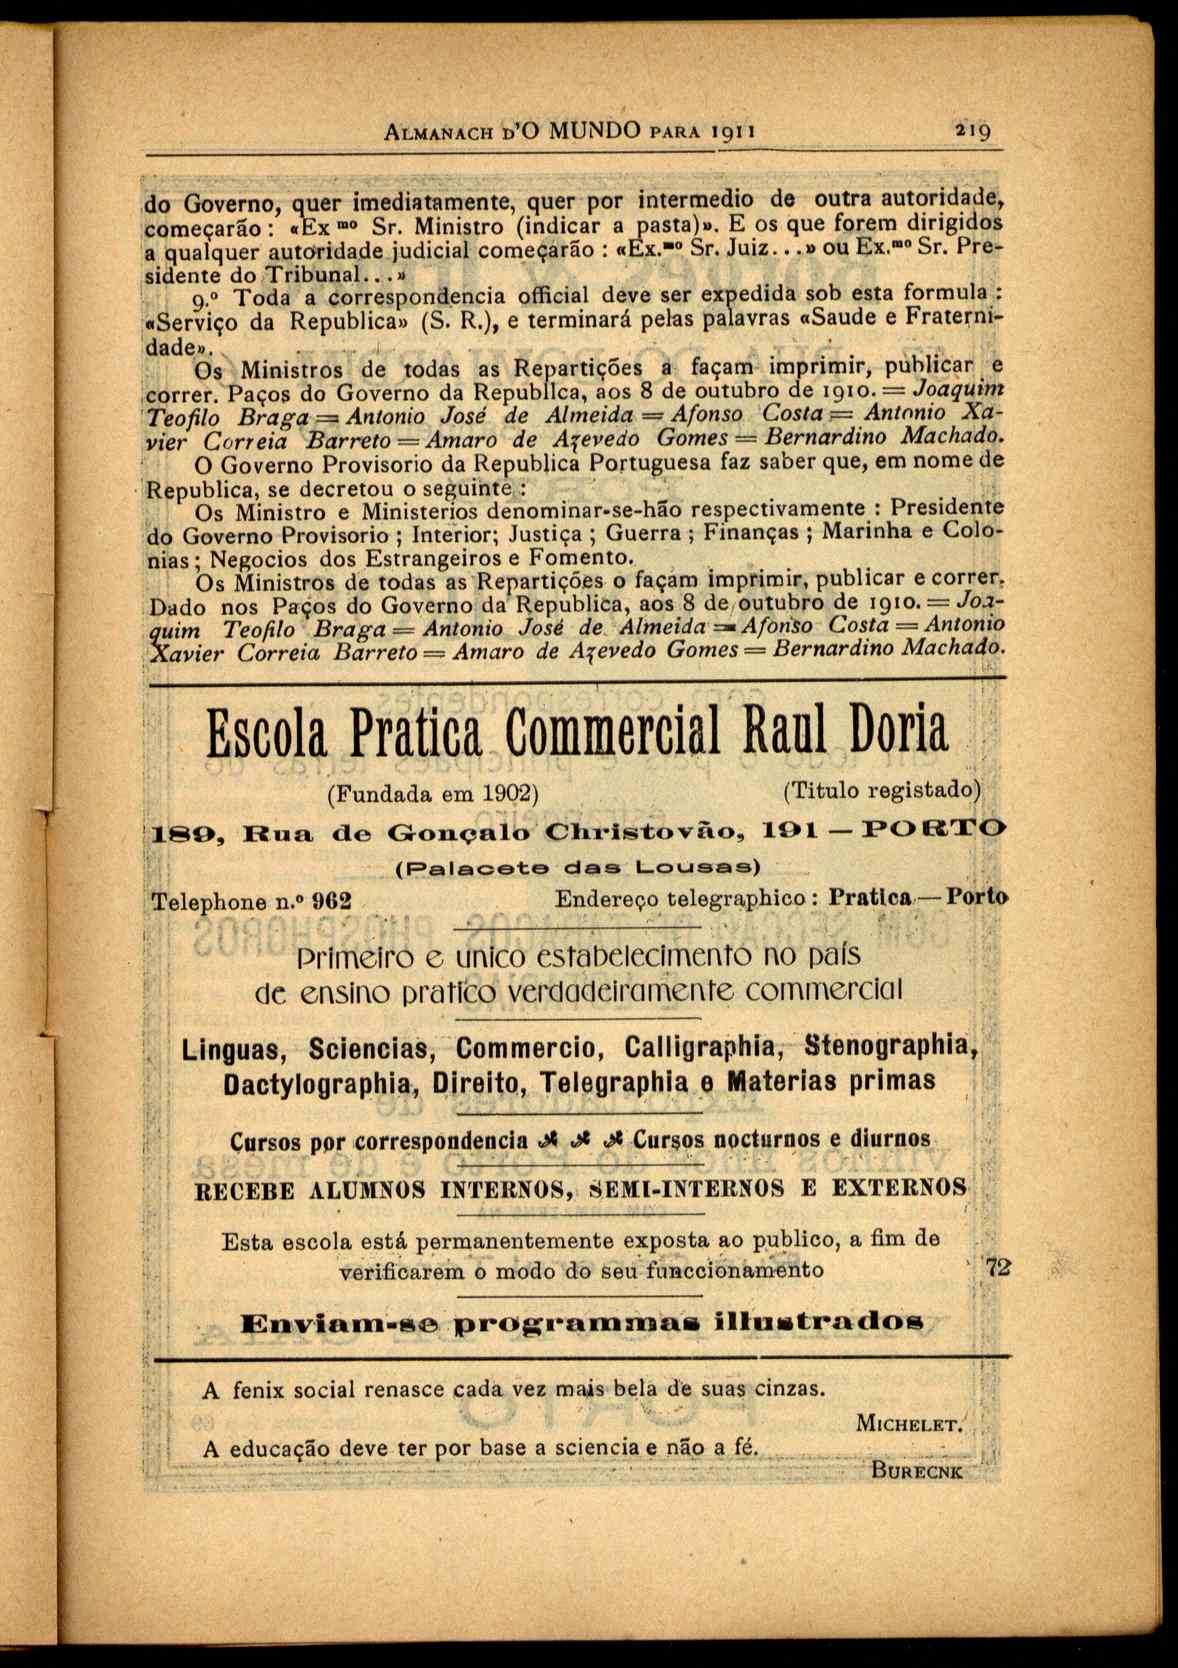 ALMANACH D'O MUNDO PARA 1911 219
do Governo, quer imediatamente, quer por intermedio de outra autoridade,
começarão : «Ex mo Sr. Ministro (indicar a pasta)». E os que forem dirigidos
a qualquer autoridade judicial começarão : «Ex.mo Sr. Juiz...» ou Ex.mo Sr. Pre-
sidente do Tribunal...»
9.º Toda a correspondencia official deve ser expedida sob esta formula :
«Serviço da Republica» (S. R.), e terminará pelas palavras «Saude e Fraterni-
dade».
Os Ministros de todas as Repartições a façam imprimir, publicar e
correr. Paços do Governo da Republica, aos 8 de outubro de 1910. = Joaquim
Teofilo Braga = Antonio José de Almeida = Afonso Costa = Antonio Xa-
vier Correia Barreto = Amaro de Azevedo Gomes = Bernardino Machado.
O Governo Provisorio da Republica Portuguesa faz saber que, em nome de
Republica, se decretou o seguinte :
Os Ministro e Ministerios denominar-se-hão respectivamente : Presidente
do Governo Provisorio ; Interior; Justiça ; Guerra ; Finanças ; Marinha e Colo-
nias ; Negocios dos Estrangeiros e Fomento.
Os Ministros de todas as Repartições o façam imprimir, publicar e correr.
Dado nos Paços do Governo da Republica, aos 8 de outubro de 1910. = Joa-
quim Teofilo Braga = Antonio José de Almeida = Afonso Costa = Antonio
Xavier Correia Barreto = Amaro de Azevedo Gomes = Bernardino Machado.
Escola Pratica Commercial Raul Doria
(Fundada em 1902) (Titulo registado)
189, Rua de Gonçalo Christovão, 191 — PORTO
(Palacete das Lousas)
Telephone n.º 962 Endereço telegraphico : Pratica — Porto
Primeiro e unico estabelecimento no país
de ensino pratico verdadeiramente commercial
Linguas, Sciencias, Commercio, Calligraphia, Stenographia,
Dactylographia, Direito, Telegraphia e Materias primas
Cursos por correspondencia Cursos nocturnos e diurnos
RECEBE ALUMNOS INTERNOS, SEMI-INTERNOS E EXTERNOS
Esta escola está permanentemente exposta ao publico, a fim de
verificarem o modo do seu funccionamento 72
Enviam-se programmas illustrados
A fenix social renasce cada vez mais bela de suas cinzas.
MICHELET.
A educação deve ter por base a sciencia e não a fé.
BURECNK